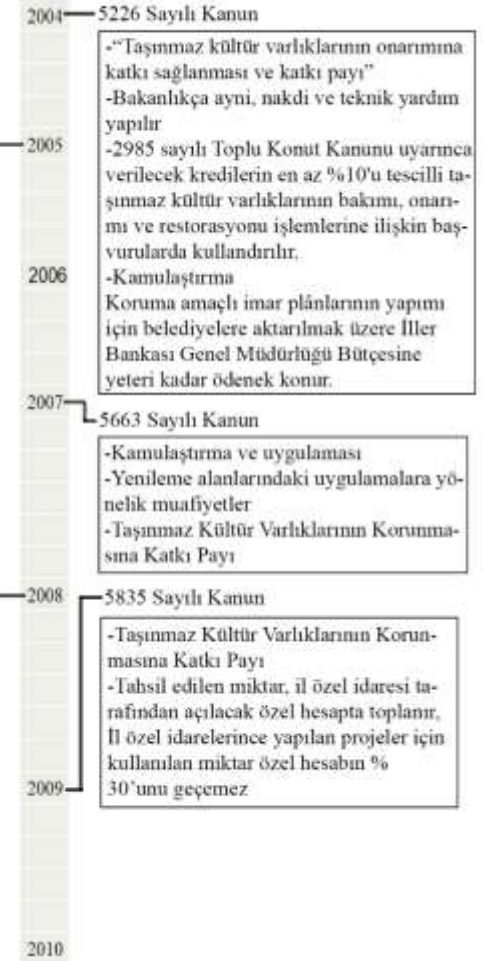 2004
5226 Sayılı Kanun
-“Taşınmaz kültür varlıklarının onarımına
katkı sağlanması ve katkı payı”
-Bakanlıkça ayni, nakdi ve teknik yardım
yapılır
2005
-2985 sayılı Toplu Konut Kanunu uyarınca
verilecek kredilerin en az %10'u tescilli ta-
şınmaz kültür varlıklarının bakımı, onarı-
mı ve restorasyonu işlemlerine ilişkin baş-
vurularda kullandırılır.
2006
-Kamulaştırma
Koruma amaçlı imar plânlarının yapımı
için belediyelere aktarılmak üzere İller
Bankası Genel Müdürlüğü Bütçesine
yeteri kadar ödenek konur.
2007
5663 Sayılı Kanun
-Kamulaştırma ve uygulaması
-Yenileme alanlarındaki uygulamalara yö-
nelik muafiyetler
-Taşınmaz Kültür Varlıklarının Korunma-
sına Katkı Payı
2008
5835 Sayılı Kanun
-Taşınmaz Kültür Varlıklarının Korun-
masına Katkı Payı
-Tahsil edilen miktar, il özel idaresi ta-
rafından açılacak özel hesapta toplanır,
İl özel idarelerince yapılan projeler için
kullanılan miktar özel hesabın %
30’unu geçemez
2009
2010